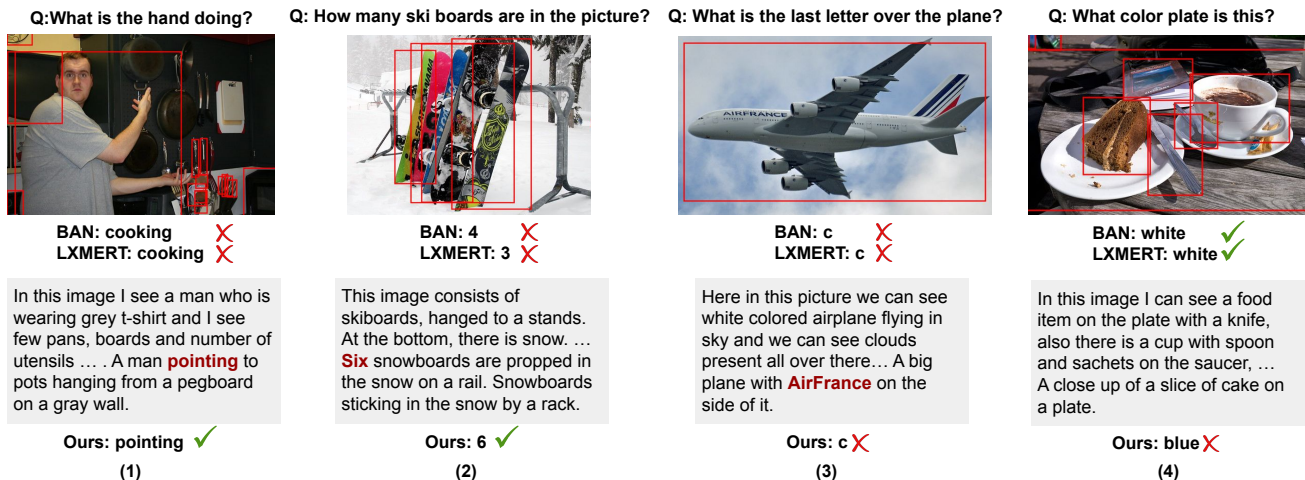 Q:What is the hand doing?
BAN: cooking
LXMERT: cooking
In this image I see a man who is
wearing grey t-shirt and I see
few pans, boards and number of
utensils … . A man pointing to
pots hanging from a pegboard
on a gray wall.
Ours: pointing
(1)
Q: How many ski boards are in the picture?
BAN: 4
LXMERT: 3
This image consists of
skiboards, hanged to a stands.
At the bottom, there is snow. …
Six snowboards are propped in
the snow on a rail. Snowboards
sticking in the snow by a rack.
Ours: 6
(2)
Q: What is the last letter over the plane?
AIRFRANCE
BAN: c
LXMERT: c
Here in this picture we can see
white colored airplane flying in
sky and we can see clouds
present all over there… A big
plane with AirFrance on the
side of it.
Ours: c
(3)
Q: What color plate is this?
BAN: white
LXMERT: white
In this image I can see a food
item on the plate with a knife,
also there is a cup with spoon
and sachets on the saucer, …
A close up of a slice of cake on
a plate.
Ours: blue
(4)